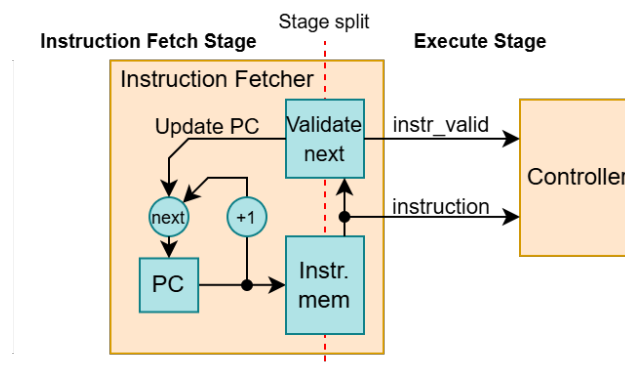 Stage split
Instruction Fetch Stage
Execute Stage
Instruction Fetcher
Update PC
Validate
next
instr_valid
Controller
next
+1
instruction
PC
Instr.
mem